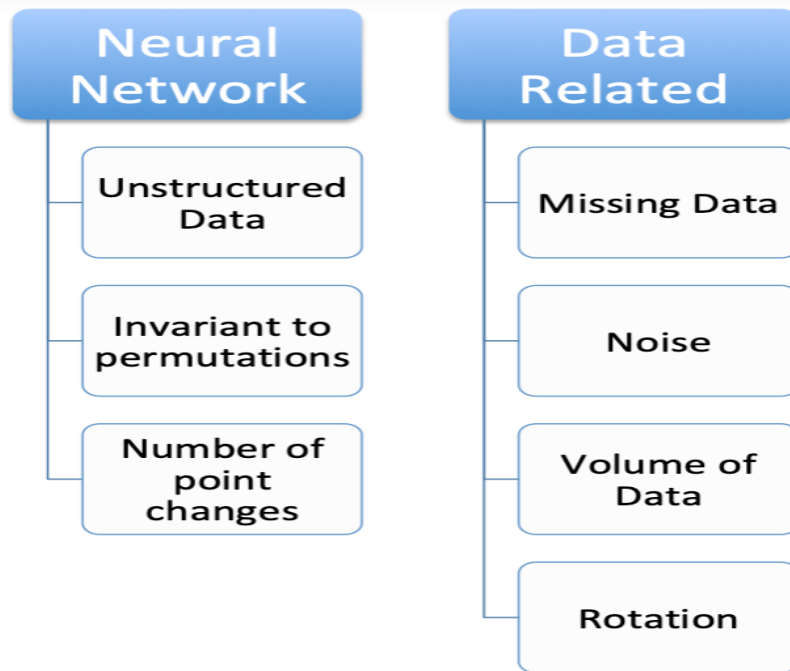 Neural
Network
Unstructured
Data
Invariant to
permutations
Number of
point
changes
Data
Related
Missing Data
Noise
Volume of
Data
Rotation